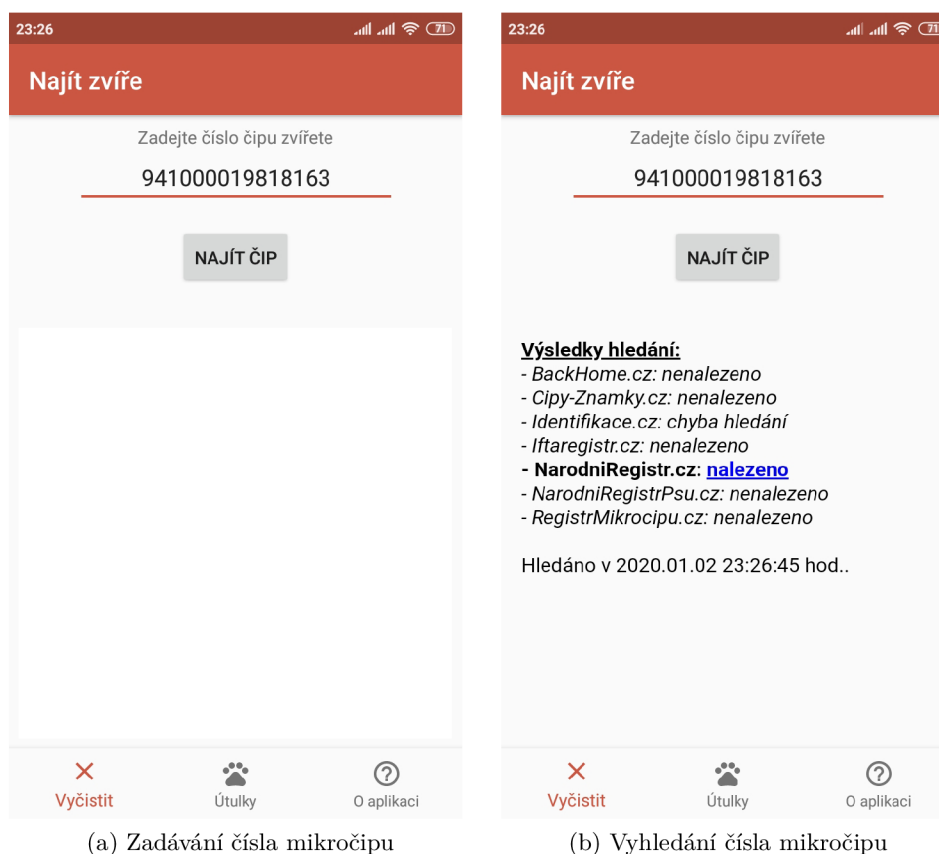 23:26
71
Najít zvíře
Zadejte číslo čipu zvířete
941000019818163
NAJÍT ČIP
Vyčistit
Útulky
O aplikaci
(a) Zadávání čísla mikročipu
23:26
71
Najít zvíře
Zadejte číslo čipu zvířete
941000019818163
NAJÍT ČIP
Výsledky hledání:
- BackHome.cz: nenalezeno
- Cipy-Znamky.cz: nenalezeno
- Identifikace.cz: chyba hledání
- Iftaregistr.cz: nenalezeno
- NarodniRegistr.cz: nalezeno
- NarodniRegistrPsu.cz: nenalezeno
- RegistrMikrocipu.cz: nenalezeno
Hledáno v 2020.01.02 23:26:45 hod..
Vyčistit
Útulky
O aplikaci
(b) Vyhledání čísla mikročipu